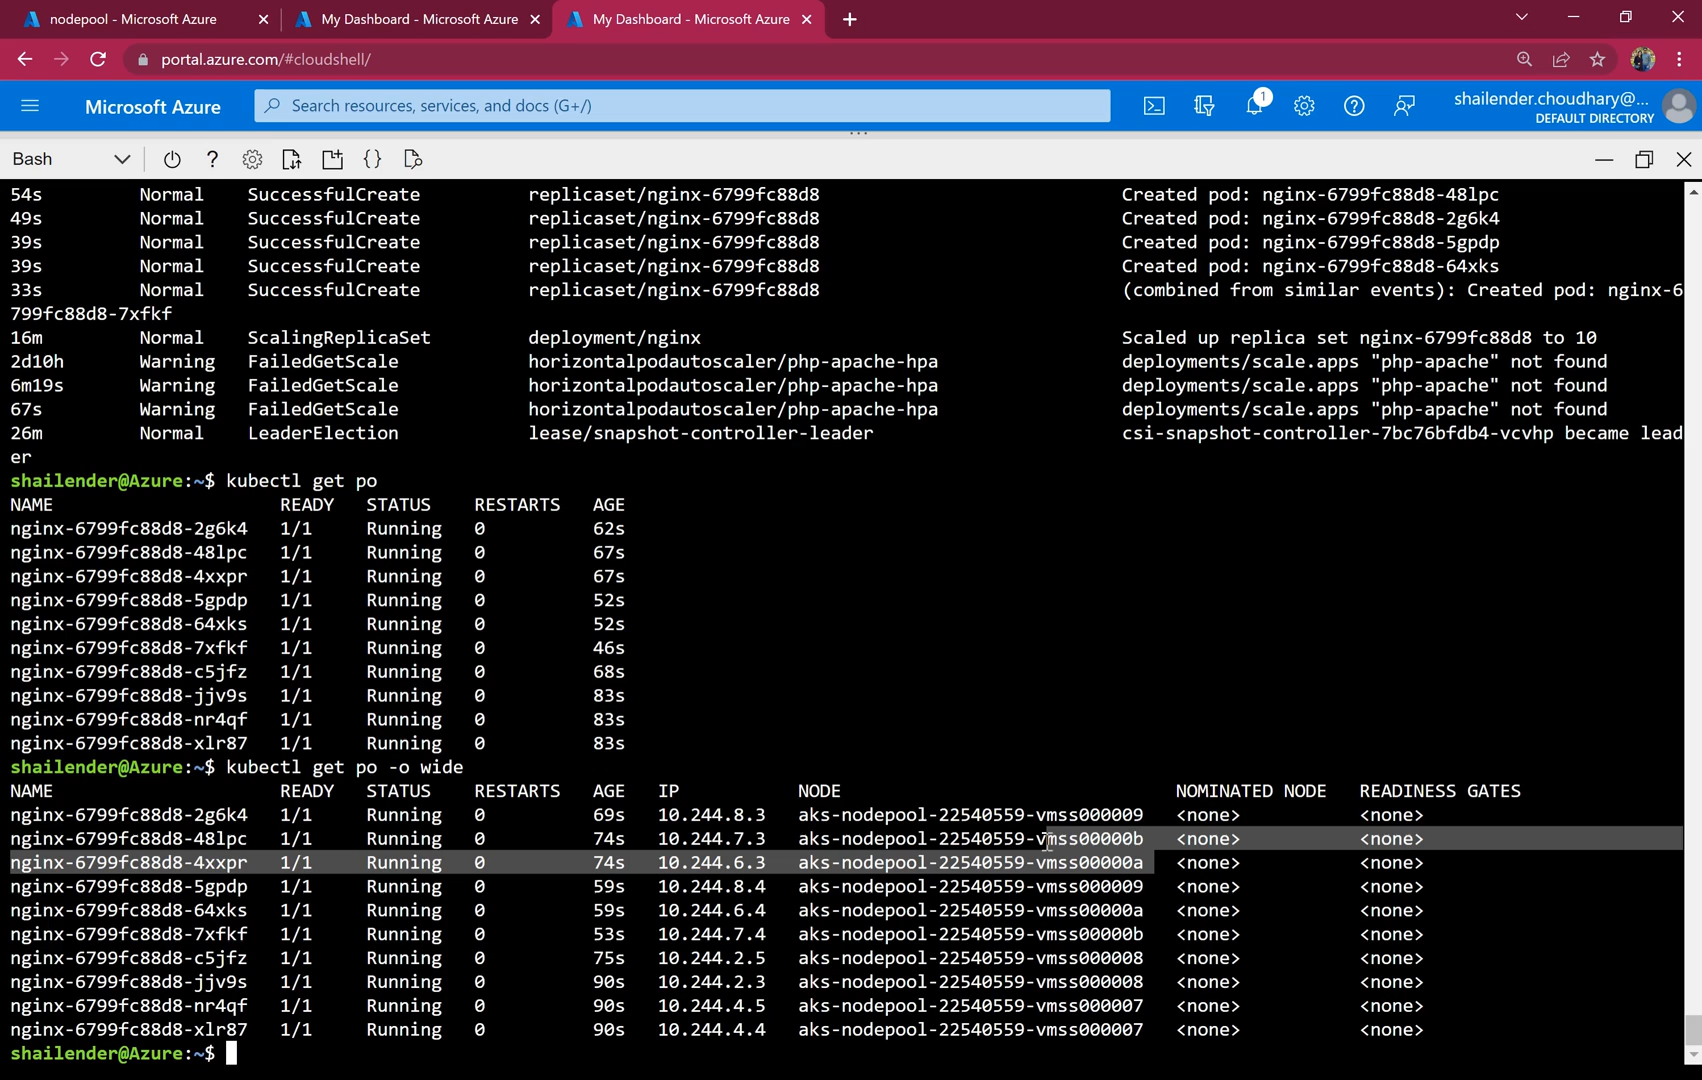 nodepool - Microsoft Azure
My Dashboard - Microsoft Azure
My Dashboard - Microsoft Azure
portal.azure.com/#cloudshell/
Microsoft Azure
Search resources, services, and docs (G+/)
1
shailender.choudhary@...
DEFAULT DIRECTORY
Bash
54s Normal SuccessfulCreate replicaset/nginx-6799fc88d8 Created pod: nginx-6799fc88d8-48lpc
49s Normal SuccessfulCreate replicaset/nginx-6799fc88d8 Created pod: nginx-6799fc88d8-2g6k4
39s Normal SuccessfulCreate replicaset/nginx-6799fc88d8 Created pod: nginx-6799fc88d8-5gpdp
39s Normal SuccessfulCreate replicaset/nginx-6799fc88d8 Created pod: nginx-6799fc88d8-64xks
33s Normal SuccessfulCreate replicaset/nginx-6799fc88d8 (combined from similar events): Created pod: nginx-6
799fc88d8-7xfkf
16m Normal ScalingReplicaSet deployment/nginx Scaled up replica set nginx-6799fc88d8 to 10
2d10h Warning FailedGetScale horizontalpodautoscaler/php-apache-hpa deployments/scale.apps "php-apache" not found
6m19s Warning FailedGetScale horizontalpodautoscaler/php-apache-hpa deployments/scale.apps "php-apache" not found
67s Warning FailedGetScale horizontalpodautoscaler/php-apache-hpa deployments/scale.apps "php-apache" not found
26m Normal LeaderElection lease/snapshot-controller-leader csi-snapshot-controller-7bc76bfdb4-vcvhp became lead
er
shailender@Azure:~$ kubectl get po
NAME READY STATUS RESTARTS AGE
nginx-6799fc88d8-2g6k4 1/1 Running 0 62s
nginx-6799fc88d8-48lpc 1/1 Running 0 67s
nginx-6799fc88d8-4xxpr 1/1 Running 0 67s
nginx-6799fc88d8-5gpdp 1/1 Running 0 52s
nginx-6799fc88d8-64xks 1/1 Running 0 52s
nginx-6799fc88d8-7xfkf 1/1 Running 0 46s
nginx-6799fc88d8-c5jfz 1/1 Running 0 68s
nginx-6799fc88d8-jjv9s 1/1 Running 0 83s
nginx-6799fc88d8-nr4qf 1/1 Running 0 83s
nginx-6799fc88d8-xlr87 1/1 Running 0 83s
shailender@Azure:~$ kubectl get po -o wide
NAME READY STATUS RESTARTS AGE IP NODE NOMINATED NODE READINESS GATES
nginx-6799fc88d8-2g6k4 1/1 Running 0 69s 10.244.8.3 aks-nodepool-22540559-vmss000009 <none> <none>
nginx-6799fc88d8-48lpc 1/1 Running 0 74s 10.244.7.3 aks-nodepool-22540559-vmss00000b <none> <none>
nginx-6799fc88d8-4xxpr 1/1 Running 0 74s 10.244.6.3 aks-nodepool-22540559-vmss00000a <none> <none>
nginx-6799fc88d8-5gpdp 1/1 Running 0 59s 10.244.8.4 aks-nodepool-22540559-vmss000009 <none> <none>
nginx-6799fc88d8-64xks 1/1 Running 0 59s 10.244.6.4 aks-nodepool-22540559-vmss00000a <none> <none>
nginx-6799fc88d8-7xfkf 1/1 Running 0 53s 10.244.7.4 aks-nodepool-22540559-vmss00000b <none> <none>
nginx-6799fc88d8-c5jfz 1/1 Running 0 75s 10.244.2.5 aks-nodepool-22540559-vmss000008 <none> <none>
nginx-6799fc88d8-jjv9s 1/1 Running 0 90s 10.244.2.3 aks-nodepool-22540559-vmss000008 <none> <none>
nginx-6799fc88d8-nr4qf 1/1 Running 0 90s 10.244.4.5 aks-nodepool-22540559-vmss000007 <none> <none>
nginx-6799fc88d8-xlr87 1/1 Running 0 90s 10.244.4.4 aks-nodepool-22540559-vmss000007 <none> <none>
shailender@Azure:~$